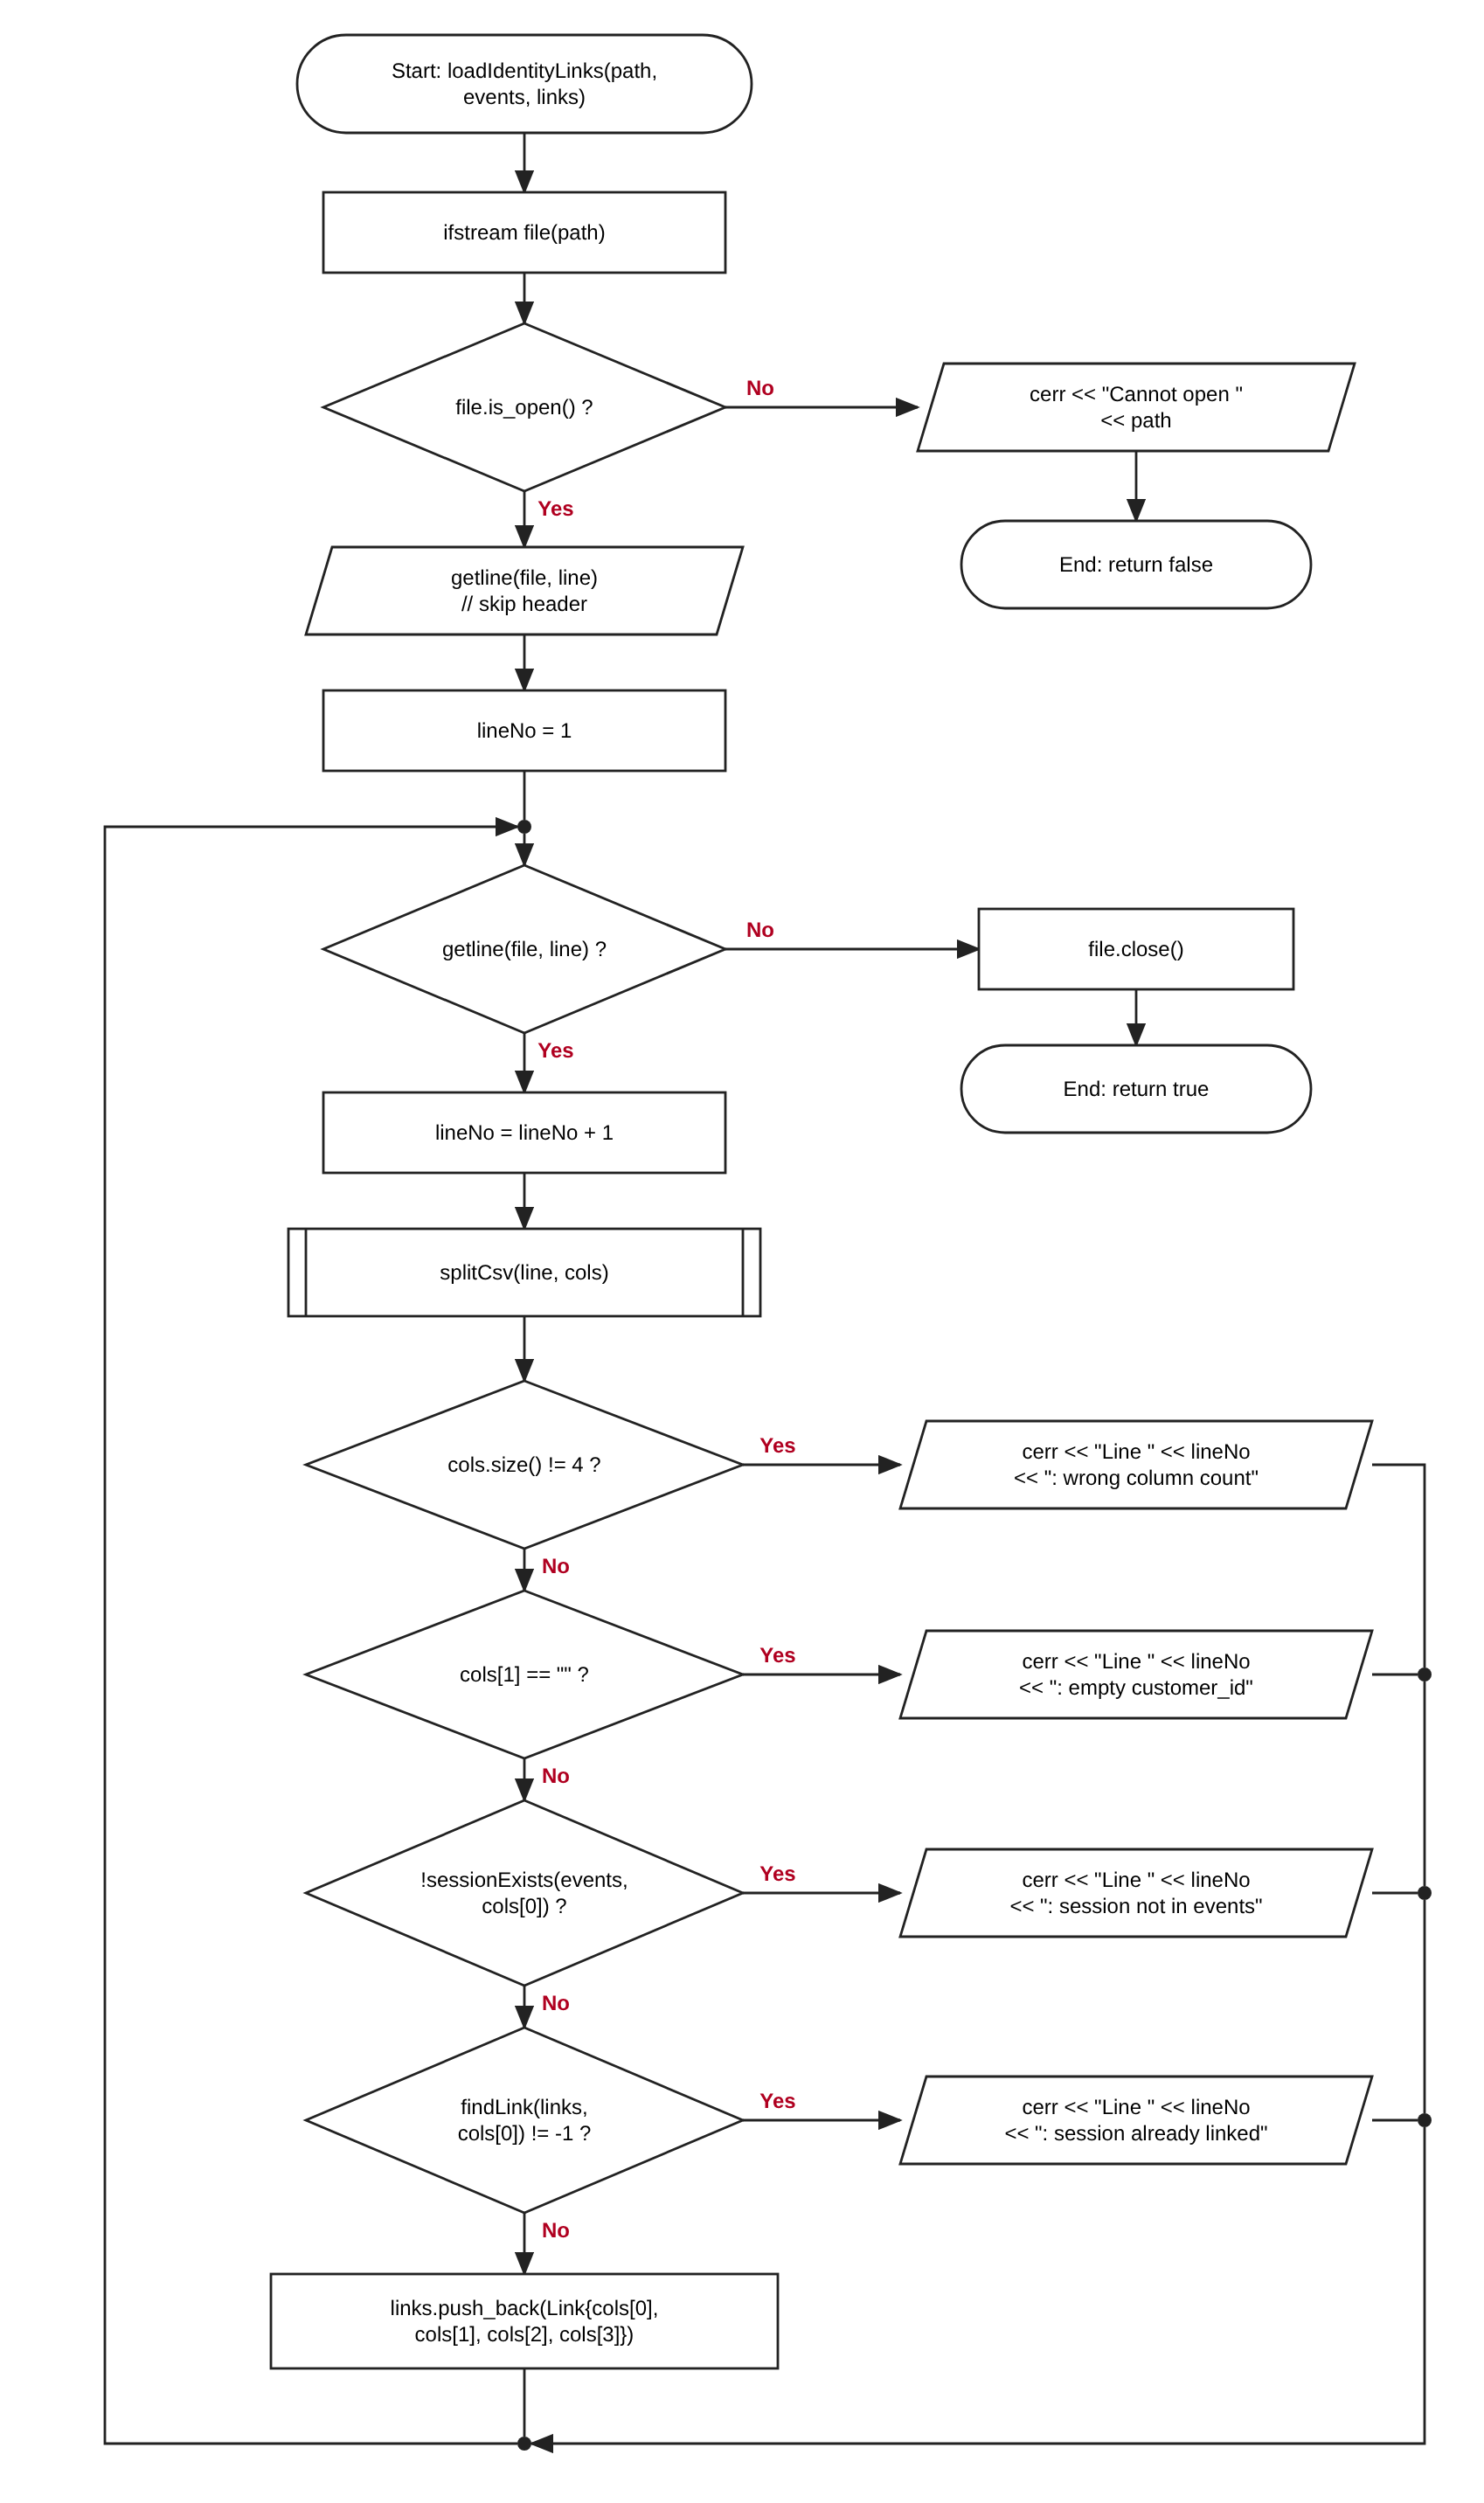 Start: loadIdentityLinks(path,
events, links)
ifstream file(path)
file.is_open() ?
No
cerr << "Cannot open "
<< path
End: return false
Yes
getline(file, line)
// skip header
lineNo = 1
getline(file, line) ?
No
file.close()
End: return true
Yes
lineNo = lineNo + 1
splitCsv(line, cols)
cols.size() != 4 ?
Yes
cerr << "Line " << lineNo
<< ": wrong column count"
No
cols[1] == "" ?
Yes
cerr << "Line " << lineNo
<< ": empty customer_id"
No
!sessionExists(events,
cols[0]) ?
Yes
cerr << "Line " << lineNo
<< ": session not in events"
No
findLink(links,
cols[0]) != -1 ?
Yes
cerr << "Line " << lineNo
<< ": session already linked"
No
links.push_back(Link{cols[0],
cols[1], cols[2], cols[3]})